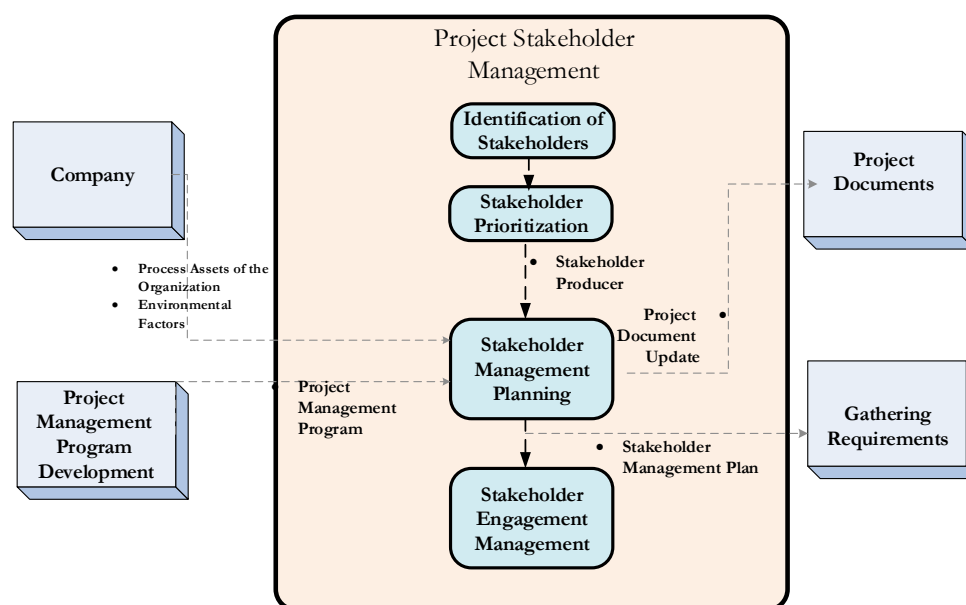 Project Stakeholder
Management
Identification of
Stakeholders
Company
Project
Documents
Stakeholder
Prioritization
• Process Assets of the
Organization
• Environmental
Factors
• Stakeholder
Producer
• Project
Document
Update
Stakeholder
Management
Planning
Project
Management
Program
Development
• Project
Management
Program
Gathering
Requirements
• Stakeholder
Management Plan
Stakeholder
Engagement
Management